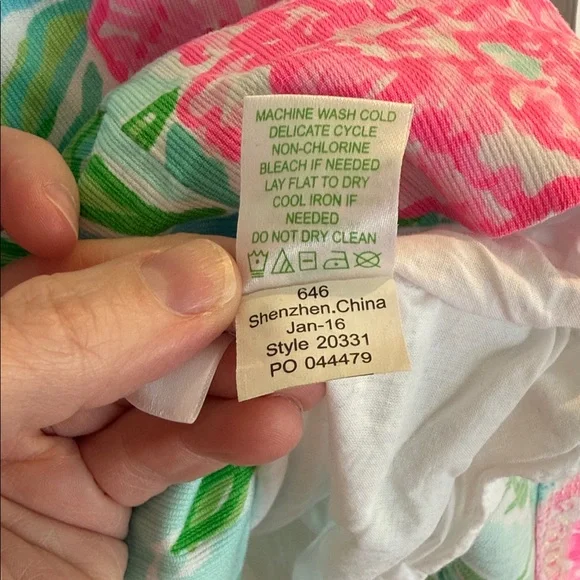 MACHINE WASH COLD
DELICATE CYCLE
NON-CHLORINE
BLEACH IF NEEDED
LAY FLAT TO DRY
COOL IRON IF
NEEDED
DO NOT DRY CLEAN
646
Shenzhen.China
Jan-16
Style 20331
PO 044479